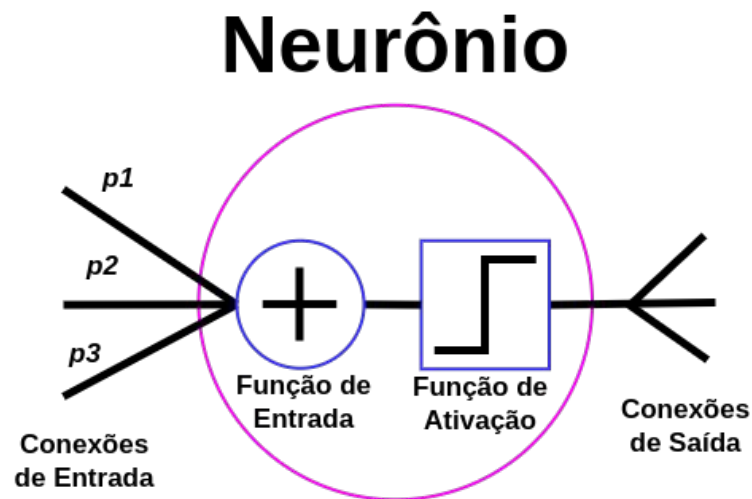 Neurônio
p1
p2
p3
Função de
Entrada
Função de
Ativação
Conexões
de Entrada
Conexões
de Saída